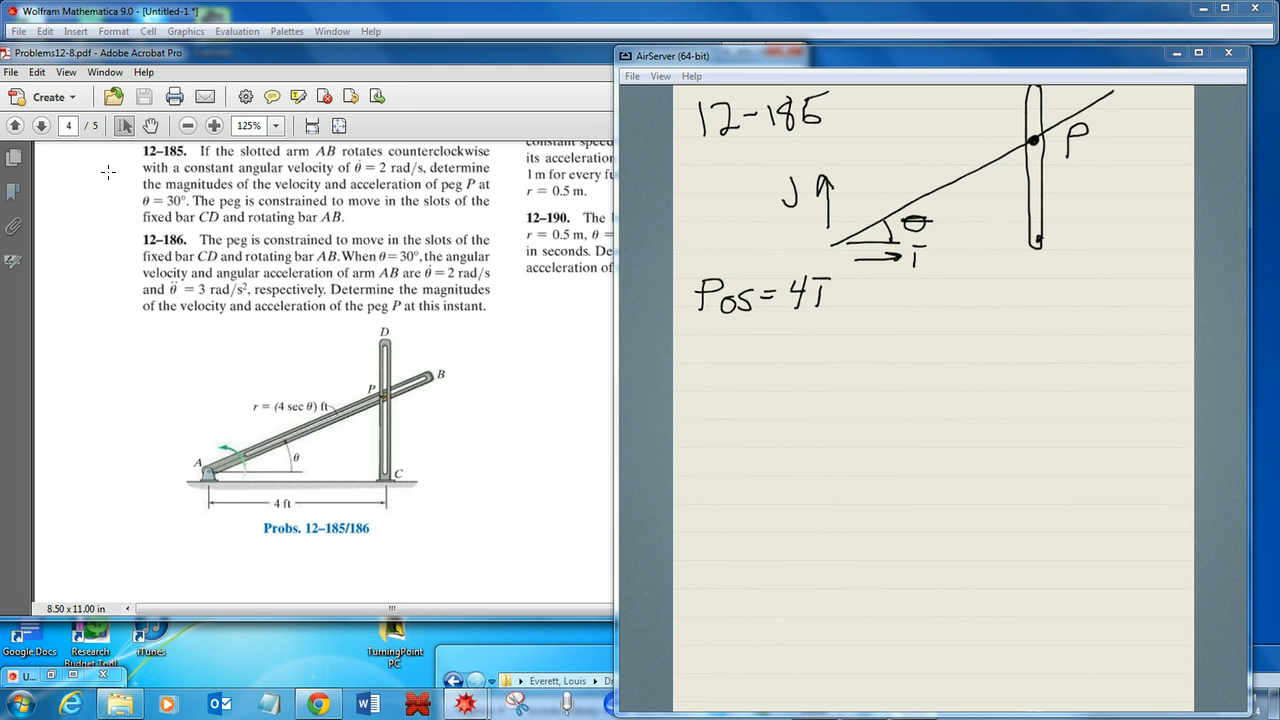 Wolfram Mathematica 9.0 - [Untitled-1 *]
File Edit Insert Format Cell Graphics Evaluation Palettes Window Help
Problems12-8.pdf - Adobe Acrobat Pro
File Edit View Window Help
Create
4 / 5 125%
12–185. If the slotted arm AB rotates counterclockwise
with a constant angular velocity of θ̇ = 2 rad/s, determine
the magnitudes of the velocity and acceleration of peg P at
θ = 30°. The peg is constrained to move in the slots of the
fixed bar CD and rotating bar AB.
12–186. The peg is constrained to move in the slots of the
fixed bar CD and rotating bar AB. When θ = 30°, the angular
velocity and angular acceleration of arm AB are θ̇ = 2 rad/s
and θ̈ = 3 rad/s², respectively. Determine the magnitudes
of the velocity and acceleration of the peg P at this instant.
D
B
P
r = (4 sec θ) ft
θ
A
C
4 ft
Probs. 12–185/186
constant speed
its acceleration
1 m for every fu
r = 0.5 m.
12–190. The
r = 0.5 m, θ =
in seconds. De
acceleration of
8.50 x 11.00 in
AirServer (64-bit)
File View Help
12-185
P
J
θ
i
Pos = 4i
Google Docs
Research
Budget Tool
iTunes
TurningPoint
PC
U...
Everett, Louis